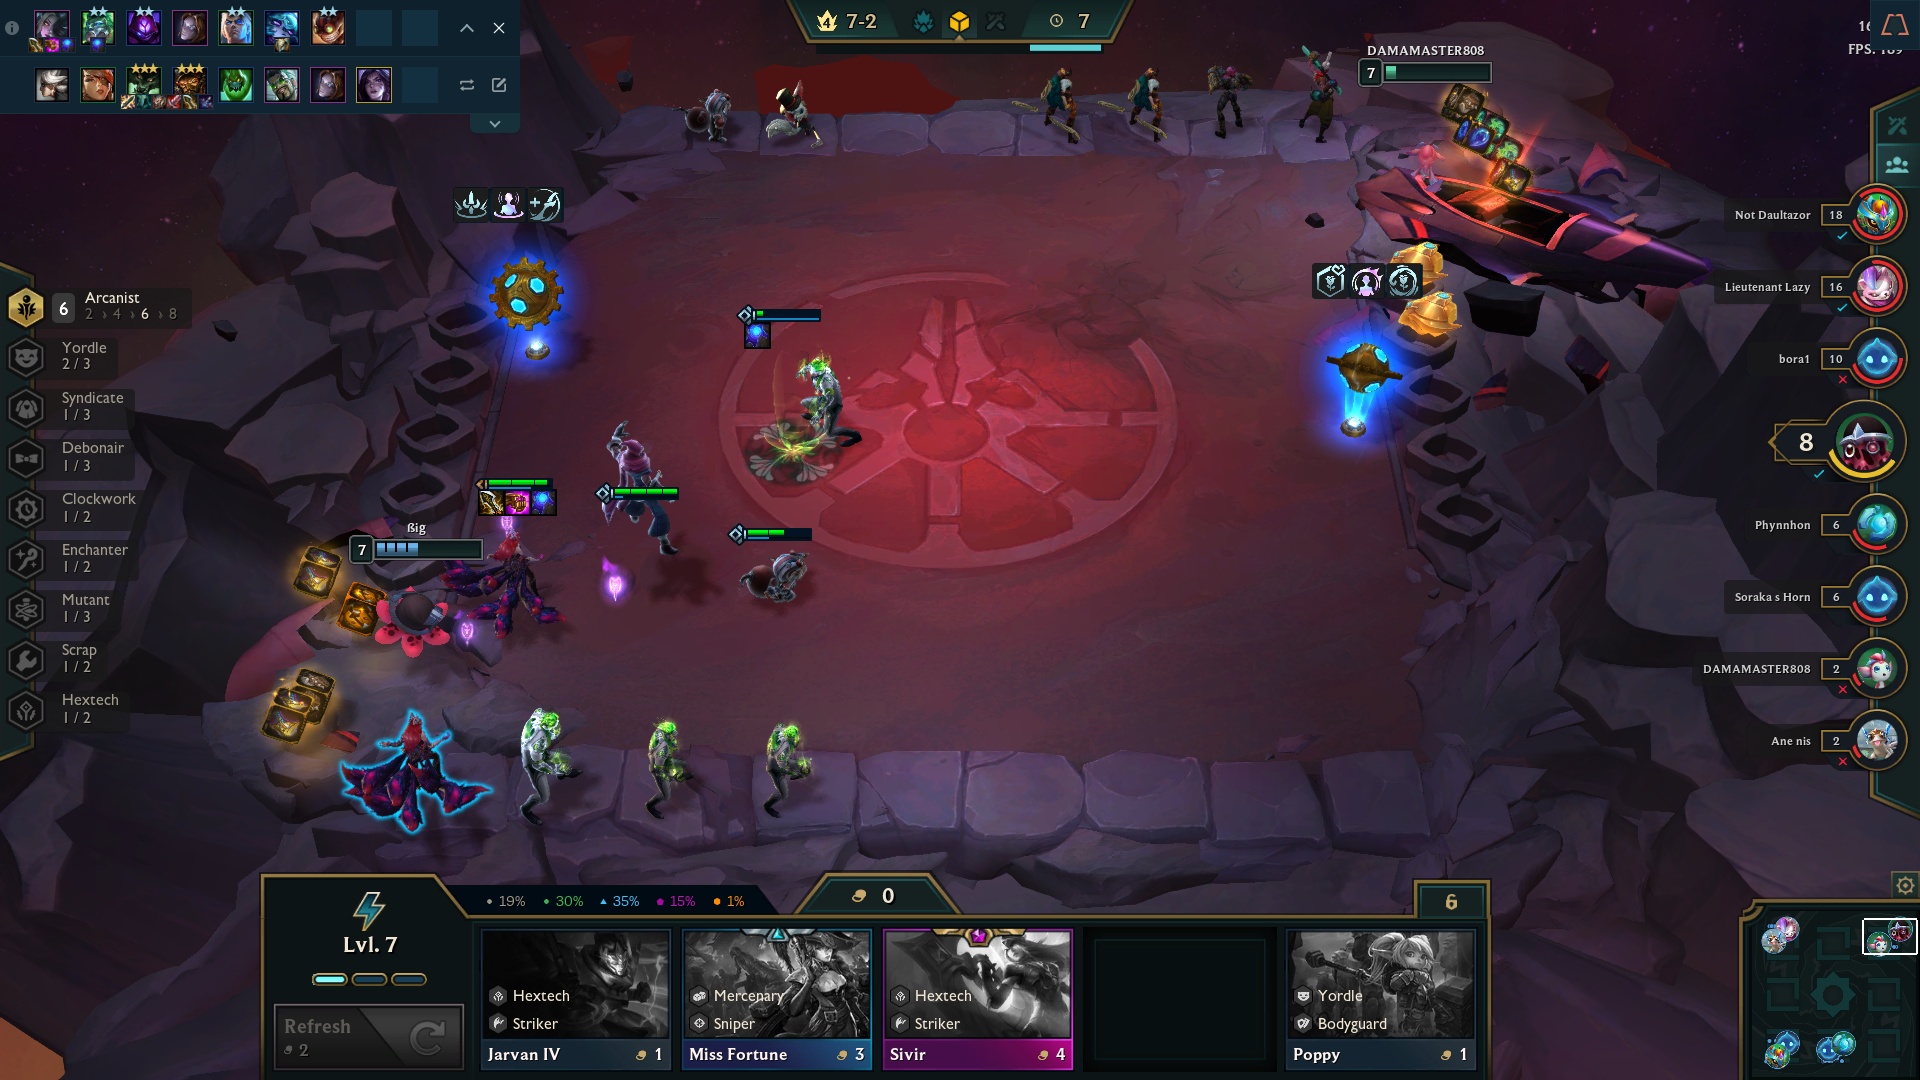 4 7-2
7
DAMAMASTER808
7
16
FPS: 169
Not Daultazor 18
Lieutenant Lazy 16
bora1 10
8
Phynnhon 6
Soraka s Horn 6
DAMAMASTER808 2
Ane nis 2
6 Arcanist
2 › 4 › 6 › 8
Yordle
2 / 3
Syndicate
1 / 3
Debonair
1 / 3
Clockwork
1 / 2
Enchanter
1 / 2
Mutant
1 / 3
Scrap
1 / 2
Hextech
1 / 2
ßig
7
Lvl. 7
19% 30% 35% 15% 1%
0
6
Refresh
2
Hextech
Striker
Jarvan IV 1
Mercenary
Sniper
Miss Fortune 3
Hextech
Striker
Sivir 4
Yordle
Bodyguard
Poppy 1